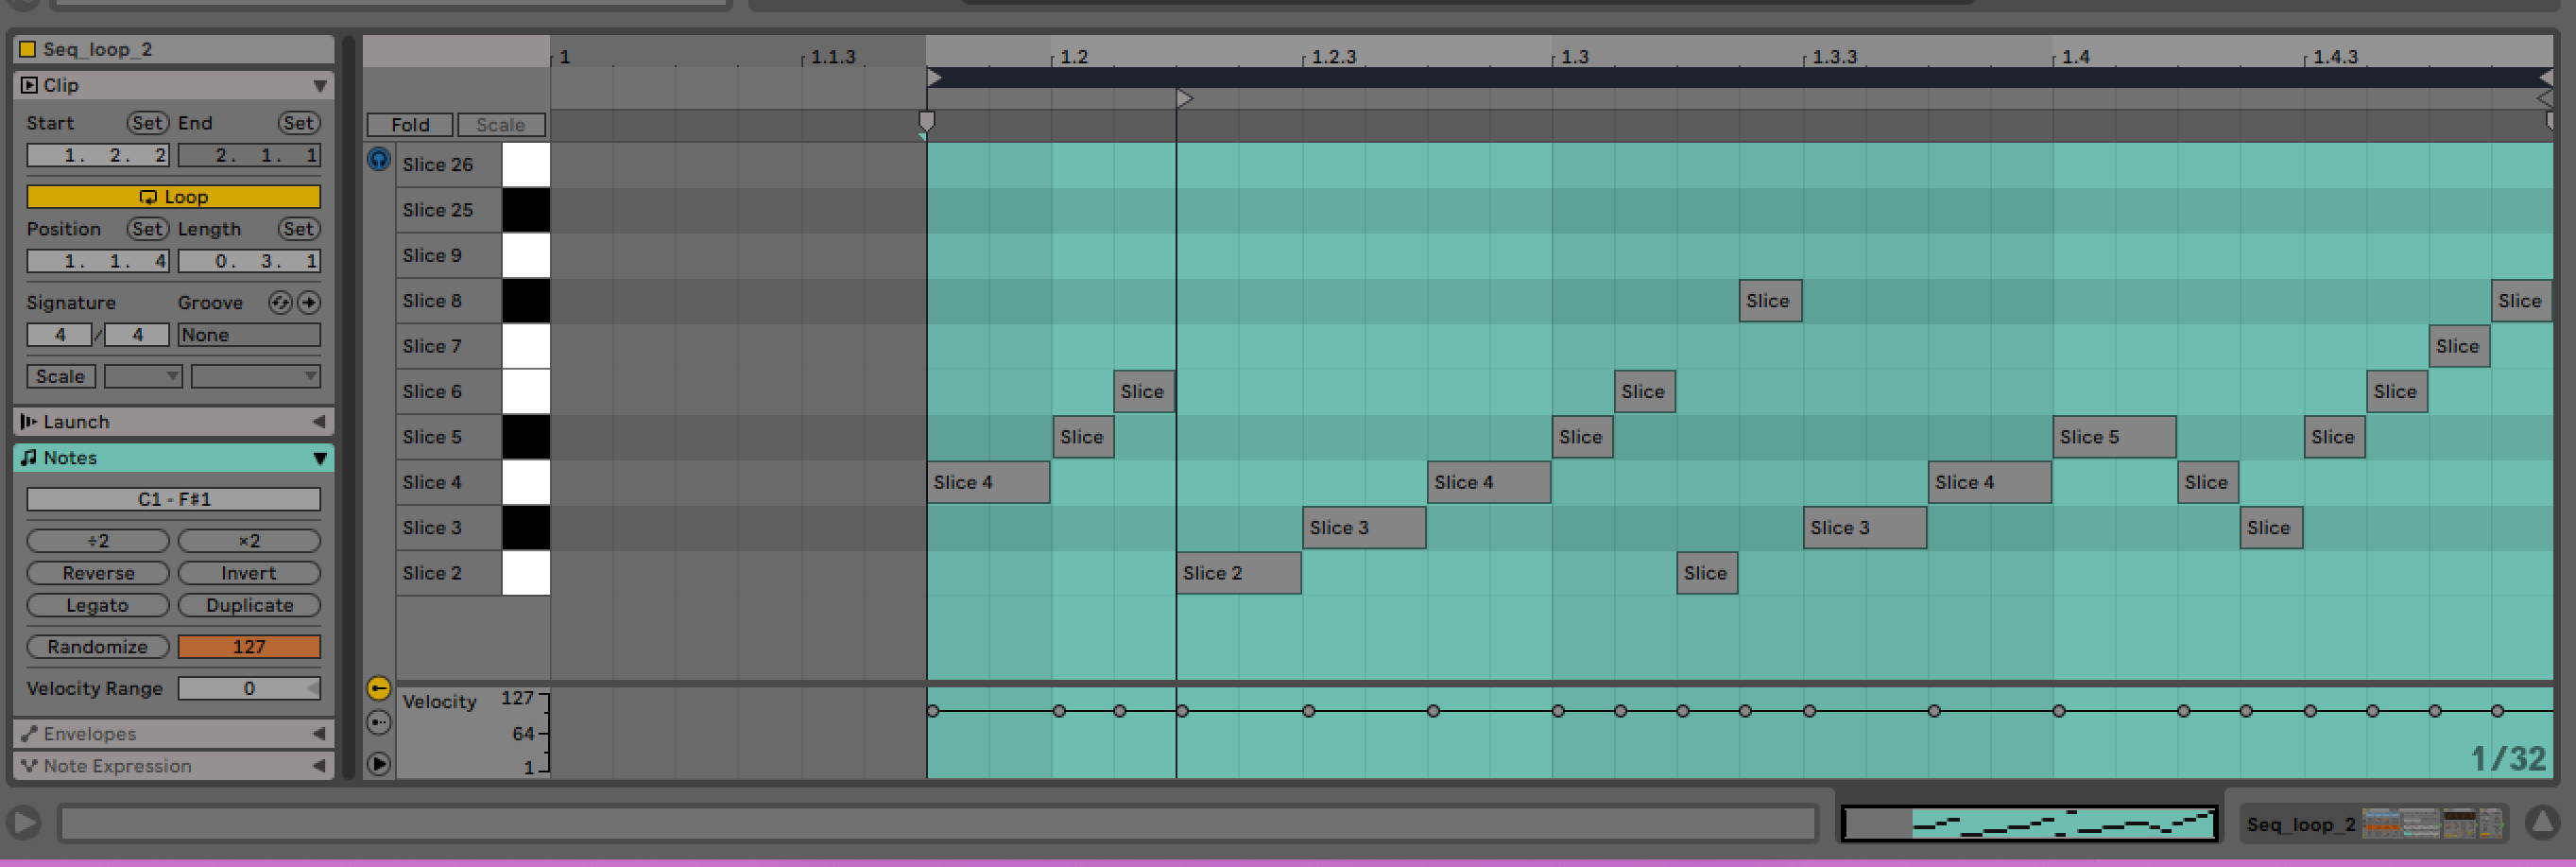 Seq_loop_2
Clip
Start Set End Set
1. 2. 2 2. 1. 1
Loop
Position Set Length Set
1. 1. 4 0. 3. 1
Signature Groove
4 / 4 None
Scale
Launch
Notes
C1 - F♯1
÷2 ×2
Reverse Invert
Legato Duplicate
Randomize 127
Velocity Range 0
Envelopes
Note Expression
1 1.1.3 1.2 1.2.3 1.3 1.3.3 1.4 1.4.3
Fold Scale
Slice 26
Slice 25
Slice 9
Slice 8 Slice Slice
Slice 7 Slice
Slice 6 Slice Slice Slice
Slice 5 Slice Slice Slice 5 Slice
Slice 4 Slice 4 Slice 4 Slice 4 Slice
Slice 3 Slice 3 Slice 3 Slice
Slice 2 Slice 2 Slice
Velocity 127
64
1
1/32
Seq_loop_2